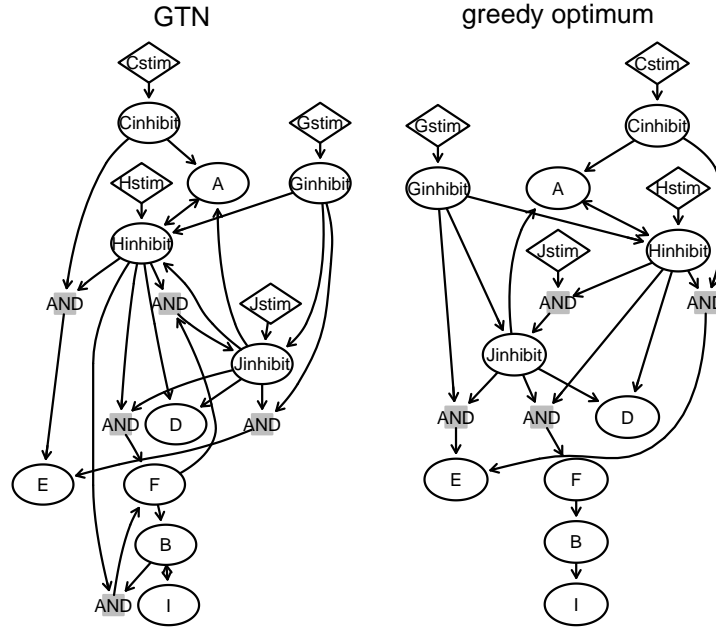 GTN
Cstim
Cinhibit
Gstim
Hstim
A
Ginhibit
Hinhibit
AND
AND
Jstim
Jinhibit
AND
D
AND
E
F
B
AND
I
greedy optimum
Cstim
Gstim
Cinhibit
Ginhibit
A
Hstim
Jstim
Hinhibit
AND
AND
Jinhibit
AND
AND
D
E
F
B
I